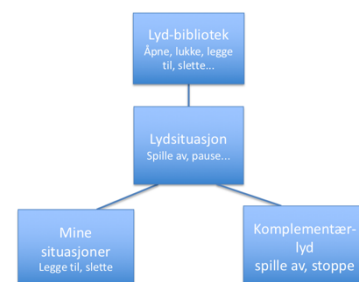 Lyd-bibliotek
Åpne, lukke, legge
til, slette...
Lydsituasjon
Spille av, pause...
Mine
situasjoner
Legge til, slette
Komplementær-
lyd
spille av, stoppe